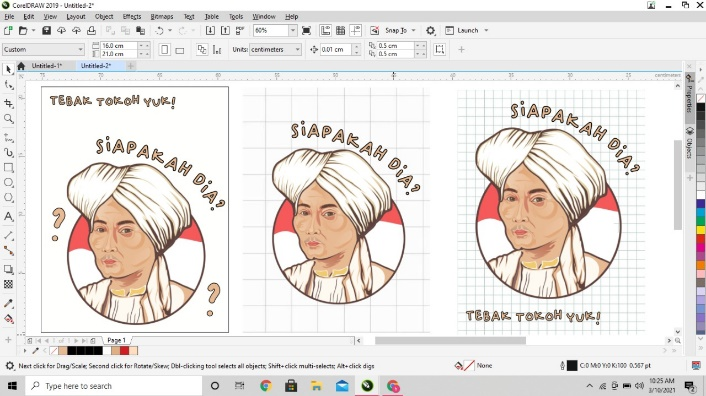 CorelDRAW 2019 - Untitled-2*
File Edit View Layout Object Effects Bitmaps Text Table Tools Window Help
PDF 60% Snap To Launch
Custom 16.0 cm 21.0 cm Units: centimeters 0.01 cm 0.5 cm 0.5 cm
Untitled-1* Untitled-2*
centimeters
TEBAK TOKOH YUK!
SIAPAKAH DIA?
? ?
SIAPAKAH DIA?
SIAPAKAH DIA?
TEBAK TOKOH YUK!
Properties
Objects
Page 1
Next click for Drag/Scale; Second click for Rotate/Skew; Dbl-clicking tool selects all objects; Shift+click multi-selects; Alt+click digs
None
C:0 M:0 Y:0 K:100 0.567 pt
Type here to search
10:25 AM
3/10/2021